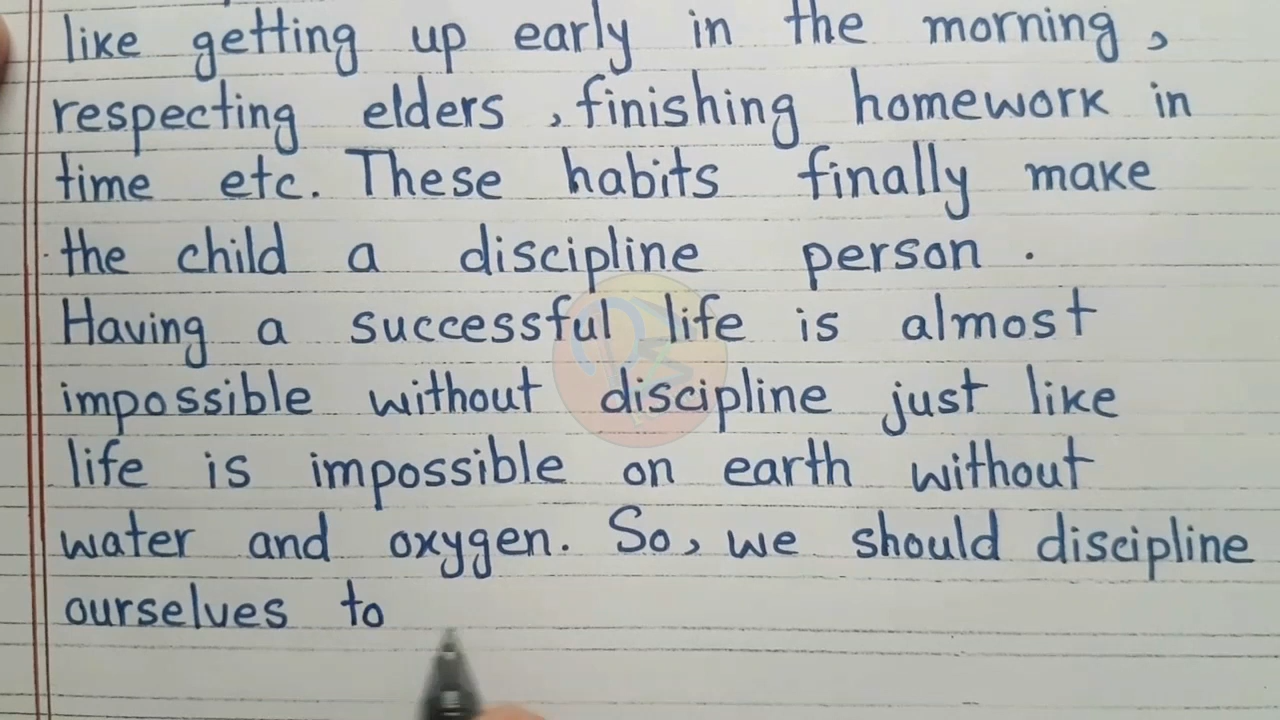 like getting up early in the morning,
respecting elders, finishing homework in
time etc. These habits finally make
the child a discipline person.
Having a successful life is almost
impossible without discipline just like
life is impossible on earth without
water and oxygen. So, we should discipline
ourselves to